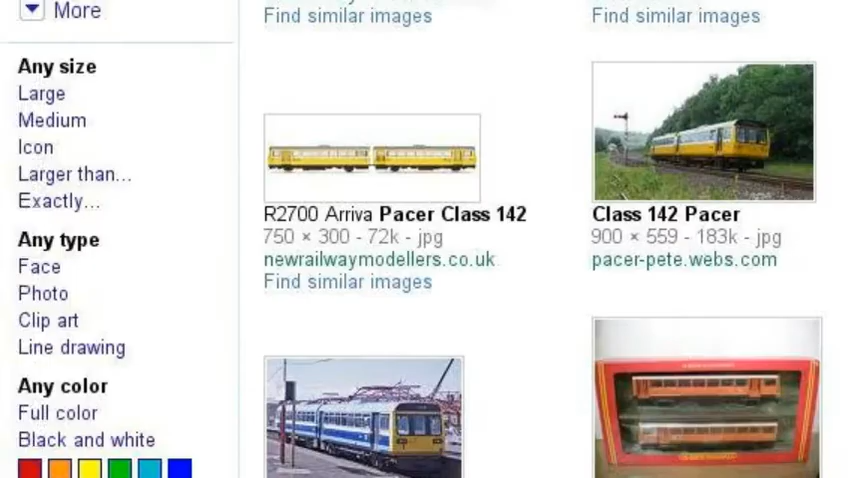 More
Any size
Large
Medium
Icon
Larger than...
Exactly...
Any type
Face
Photo
Clip art
Line drawing
Any color
Full color
Black and white
Find similar images
Find similar images
R2700 Arriva Pacer Class 142
750 × 300 - 72k - jpg
newrailwaymodellers.co.uk
Find similar images
Class 142 Pacer
900 × 559 - 183k - jpg
pacer-pete.webs.com